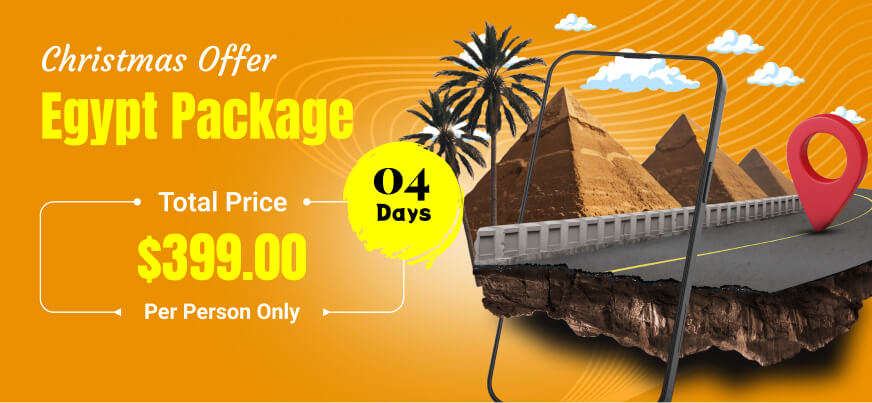 Christmas Offer
Egypt Package
Total Price
$399.00
Per Person Only
04
Days